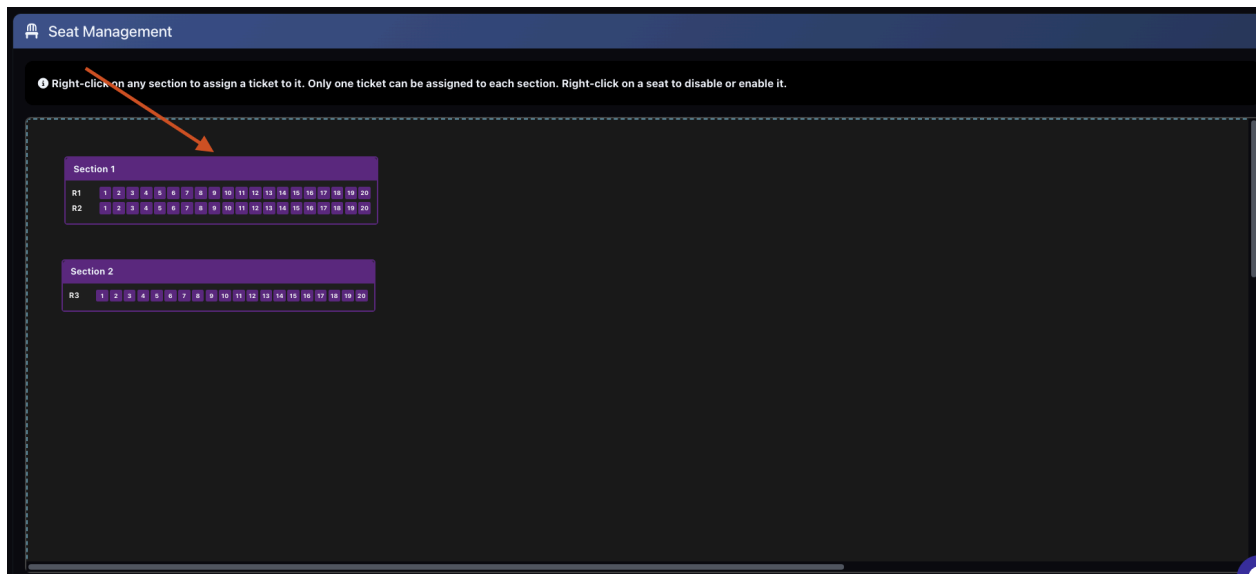 Seat Management
Right-click on any section to assign a ticket to it. Only one ticket can be assigned to each section. Right-click on a seat to disable or enable it.
Section 1
R1 1 2 3 4 5 6 7 8 9 10 11 12 13 14 15 16 17 18 19 20
R2 1 2 3 4 5 6 7 8 9 10 11 12 13 14 15 16 17 18 19 20
Section 2
R3 1 2 3 4 5 6 7 8 9 10 11 12 13 14 15 16 17 18 19 20